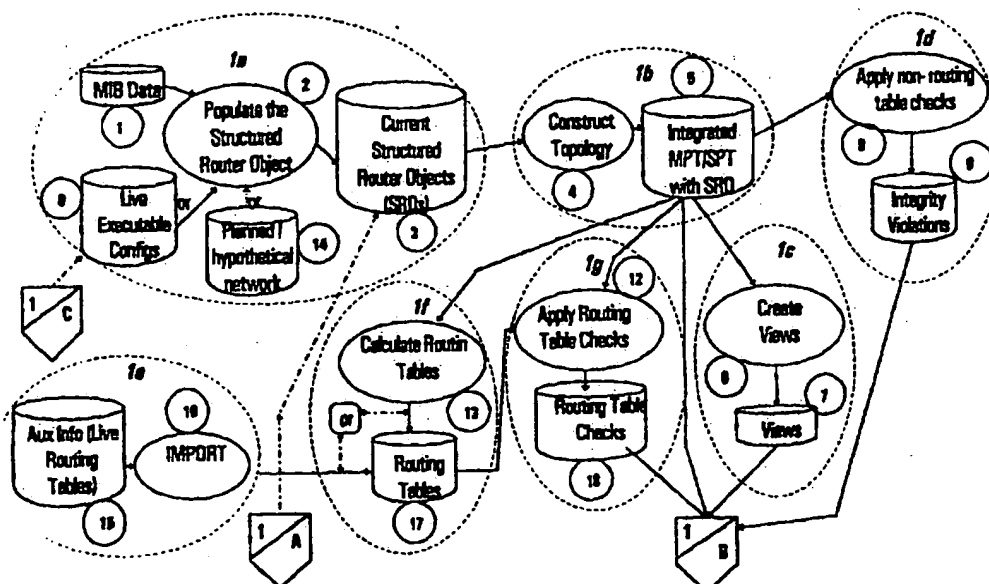 1a
MIB Data
1
2
Populate the
Structured
Router Object
Current
Structured
Router Objects
(SROs)
3
9
Live
Executable
Configs
or
or
Planned /
hypothetical
network
14
1
C
1b
5
Construct
Topology
4
Integrated
MPT/SPT
with SRO
1d
Apply non- routing
table checks
8
Integrity
Violations
1g
12
Apply Routing
Table Checks
Routing Table
Checks
18
1c
Create
Views
7
Views
1f
Calculate Routin
Tables
13
or
Routing
Tables
17
1e
16
Aux Info (Live
Routing
Tables)
IMPORT
15
1
A
1
B